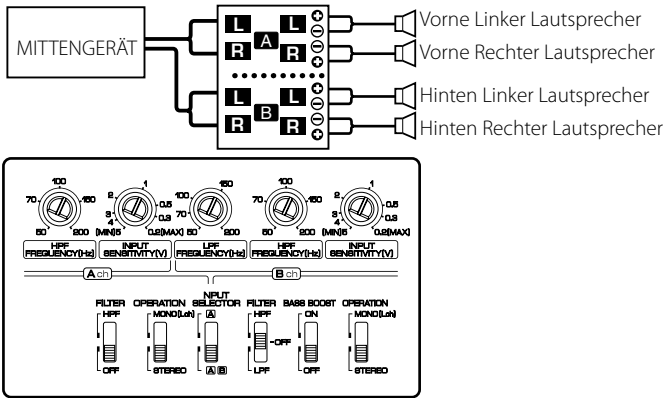 MITTENGERÄT
L L
R A R
L L
R B R
Vorne Linker Lautsprecher
Vorne Rechter Lautsprecher
Hinten Linker Lautsprecher
Hinten Rechter Lautsprecher
100 1 150 100 1
70 150 2 0.5 100 70 150 2 0.5
3 0.3 70 3 0.3
4 4
50 200 (MIN)5 0.2(MAX) 50 200 50 200 (MIN)5 0.2(MAX)
HPF FREQUENCY(Hz)
INPUT SENSITIVITY(V)
LPF FREQUENCY(Hz)
HPF FREQUENCY(Hz)
INPUT SENSITIVITY(V)
A ch
B ch
FILTER
HPF
OFF
OPERATION
MONO(Lch)
STEREO
NPUT
SELECTOR
A
A B
FILTER
HPF
OFF
LPF
BASS BOOST
ON
OFF
OPERATION
MONO(Lch)
STEREO